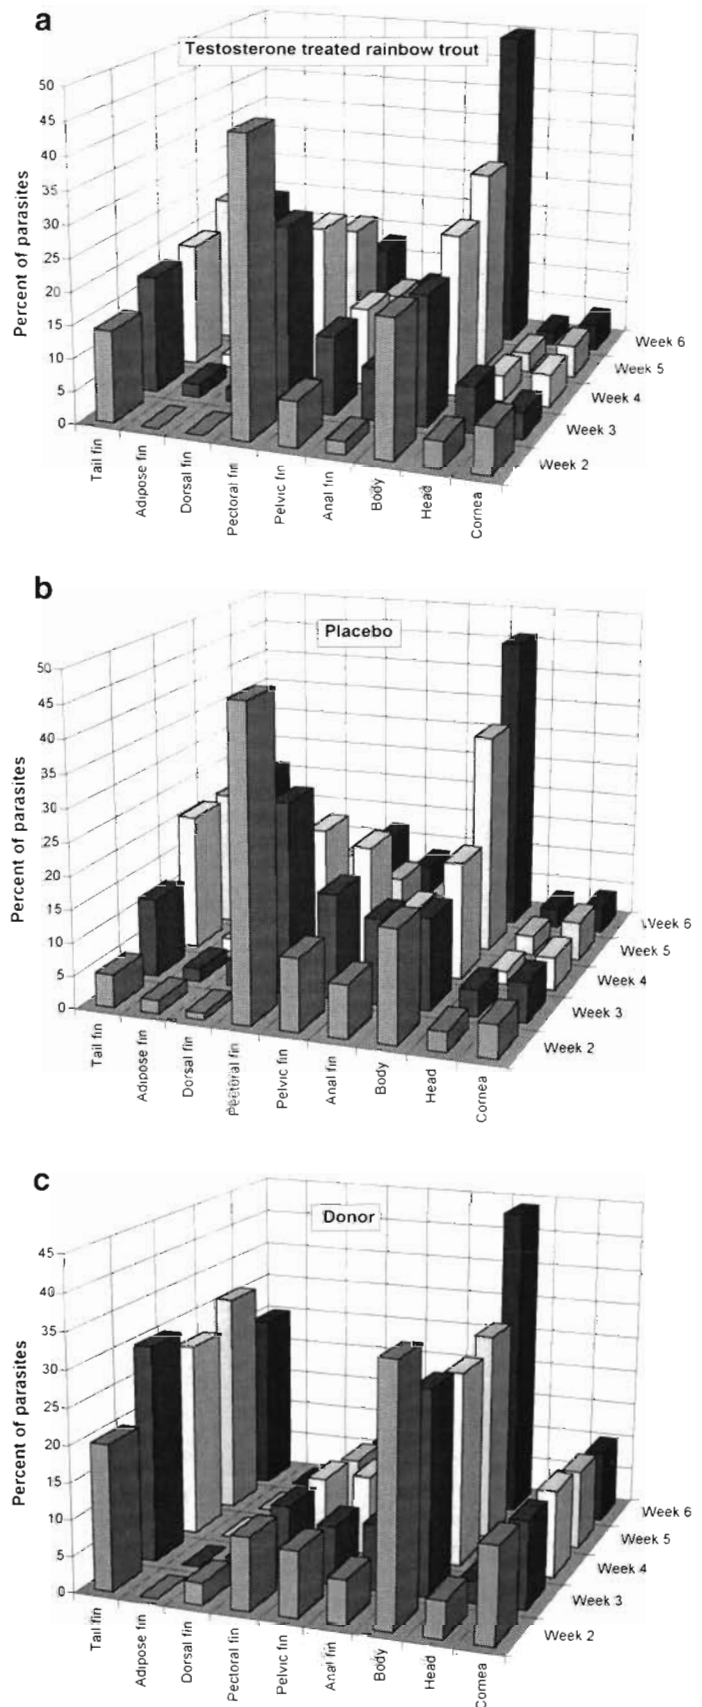 a
Testosterone treated rainbow trout
50
45
40
35
30
25
20
15
10
5
0
Percent of parasites
Tail fin
Adipose fin
Dorsal fin
Pectoral fin
Pelvic fin
Anal fin
Body
Head
Cornea
Week 6
Week 5
Week 4
Week 3
Week 2
b
Placebo
50
45
40
35
30
25
20
15
10
5
0
Percent of parasites
Tail fin
Adipose fin
Dorsal fin
Pectoral fin
Pelvic fin
Anal fin
Body
Head
Cornea
Week 6
Week 5
Week 4
Week 3
Week 2
c
Donor
45
40
35
30
25
20
15
10
5
0
Percent of parasites
Tail fin
Adipose fin
Dorsal fin
Pectoral fin
Pelvic fin
Anal fin
Body
Head
Cornea
Week 6
Week 5
Week 4
Week 3
Week 2